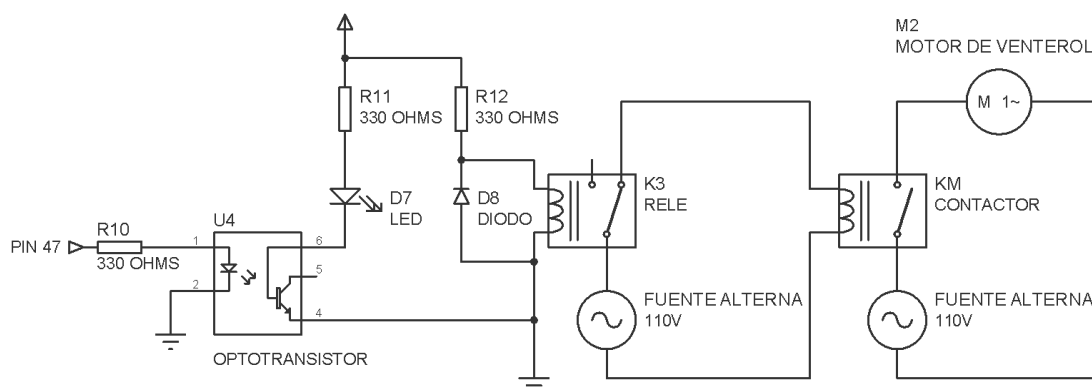 M2
MOTOR DE VENTEROL
R11
330 OHMS
R12
330 OHMS
M 1~
D7
LED
D8
DIODO
K3
RELE
KM
CONTACTOR
PIN 47
R10
330 OHMS
U4
1
2
6
5
4
OPTOTRANSISTOR
FUENTE ALTERNA
110V
FUENTE ALTERNA
110V